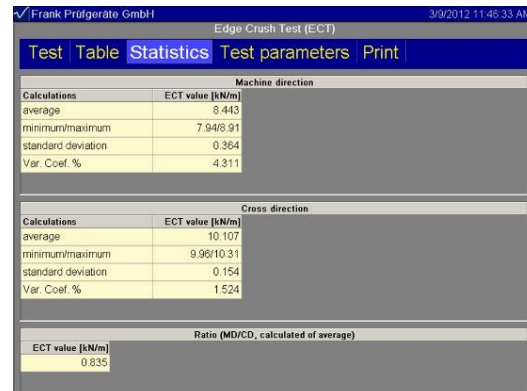 Frank Prüfgeräte GmbH 3/9/2012 11:46:33 AM
Edge Crush Test (ECT)
Test Table Statistics Test parameters Print
Machine direction
Calculations ECT value [kN/m]
average 8.443
minimum/maximum 7.94/8.91
standard deviation 0.364
Var. Coef. % 4.311
Cross direction
Calculations ECT value [kN/m]
average 10.107
minimum/maximum 9.96/10.31
standard deviation 0.154
Var. Coef. % 1.524
Ratio (MD/CD, calculated of average)
ECT value [kN/m]
0.835